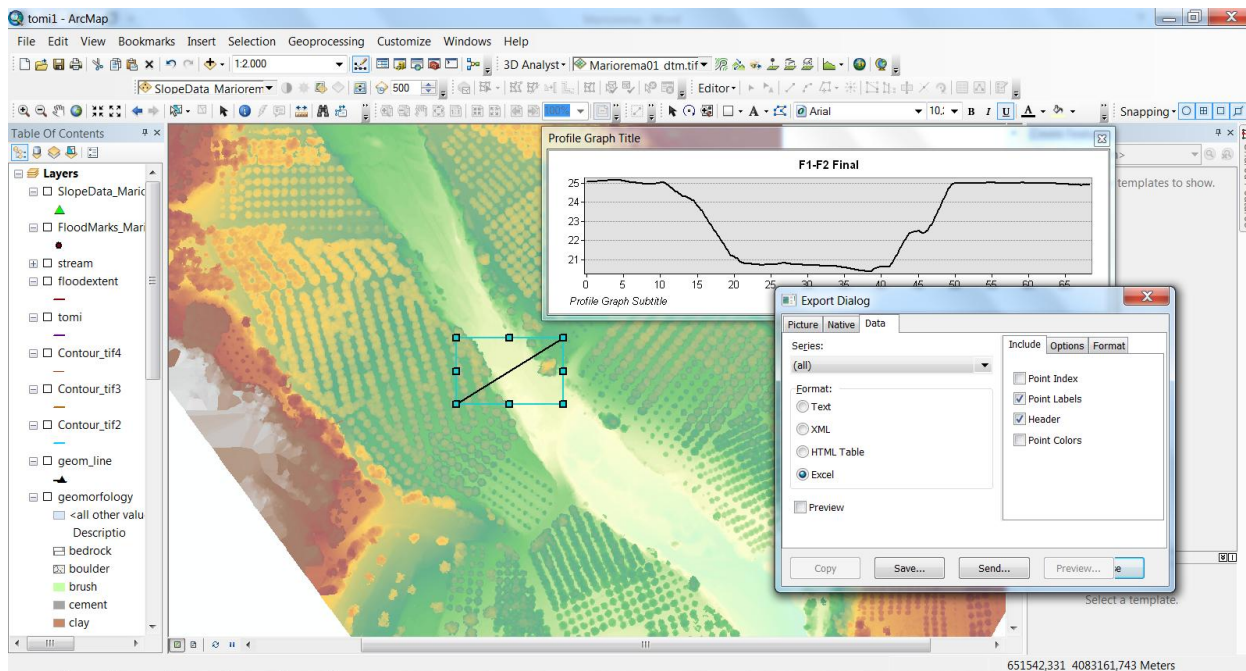 tomi1 - ArcMap
File Edit View Bookmarks Insert Selection Geoprocessing Customize Windows Help
1:2.000 3D Analyst Mariorema01 dtm.tif
SlopeData Mariorem 500 Editor
100% A Arial 10. B I U A Snapping
Table Of Contents
Layers
SlopeData_Maric
FloodMarks_Mari
stream
floodextent
tomi
Contour_tif4
Contour_tif3
Contour_tif2
geom_line
geomorfology
<all other valu
Descriptio
bedrock
boulder
brush
cement
clay
Profile Graph Title
F1-F2 Final
25
24
23
22
21
0 5 10 15 20 25 30 35 40 45 50 55 60 65
Profile Graph Subtitle
templates to show.
Export Dialog
Picture Native Data
Series:
(all)
Format:
Text
XML
HTML Table
Excel
Preview
Include Options Format
Point Index
Point Labels
Header
Point Colors
Copy Save... Send... Preview...
Select a template.
651542,331 4083161,743 Meters